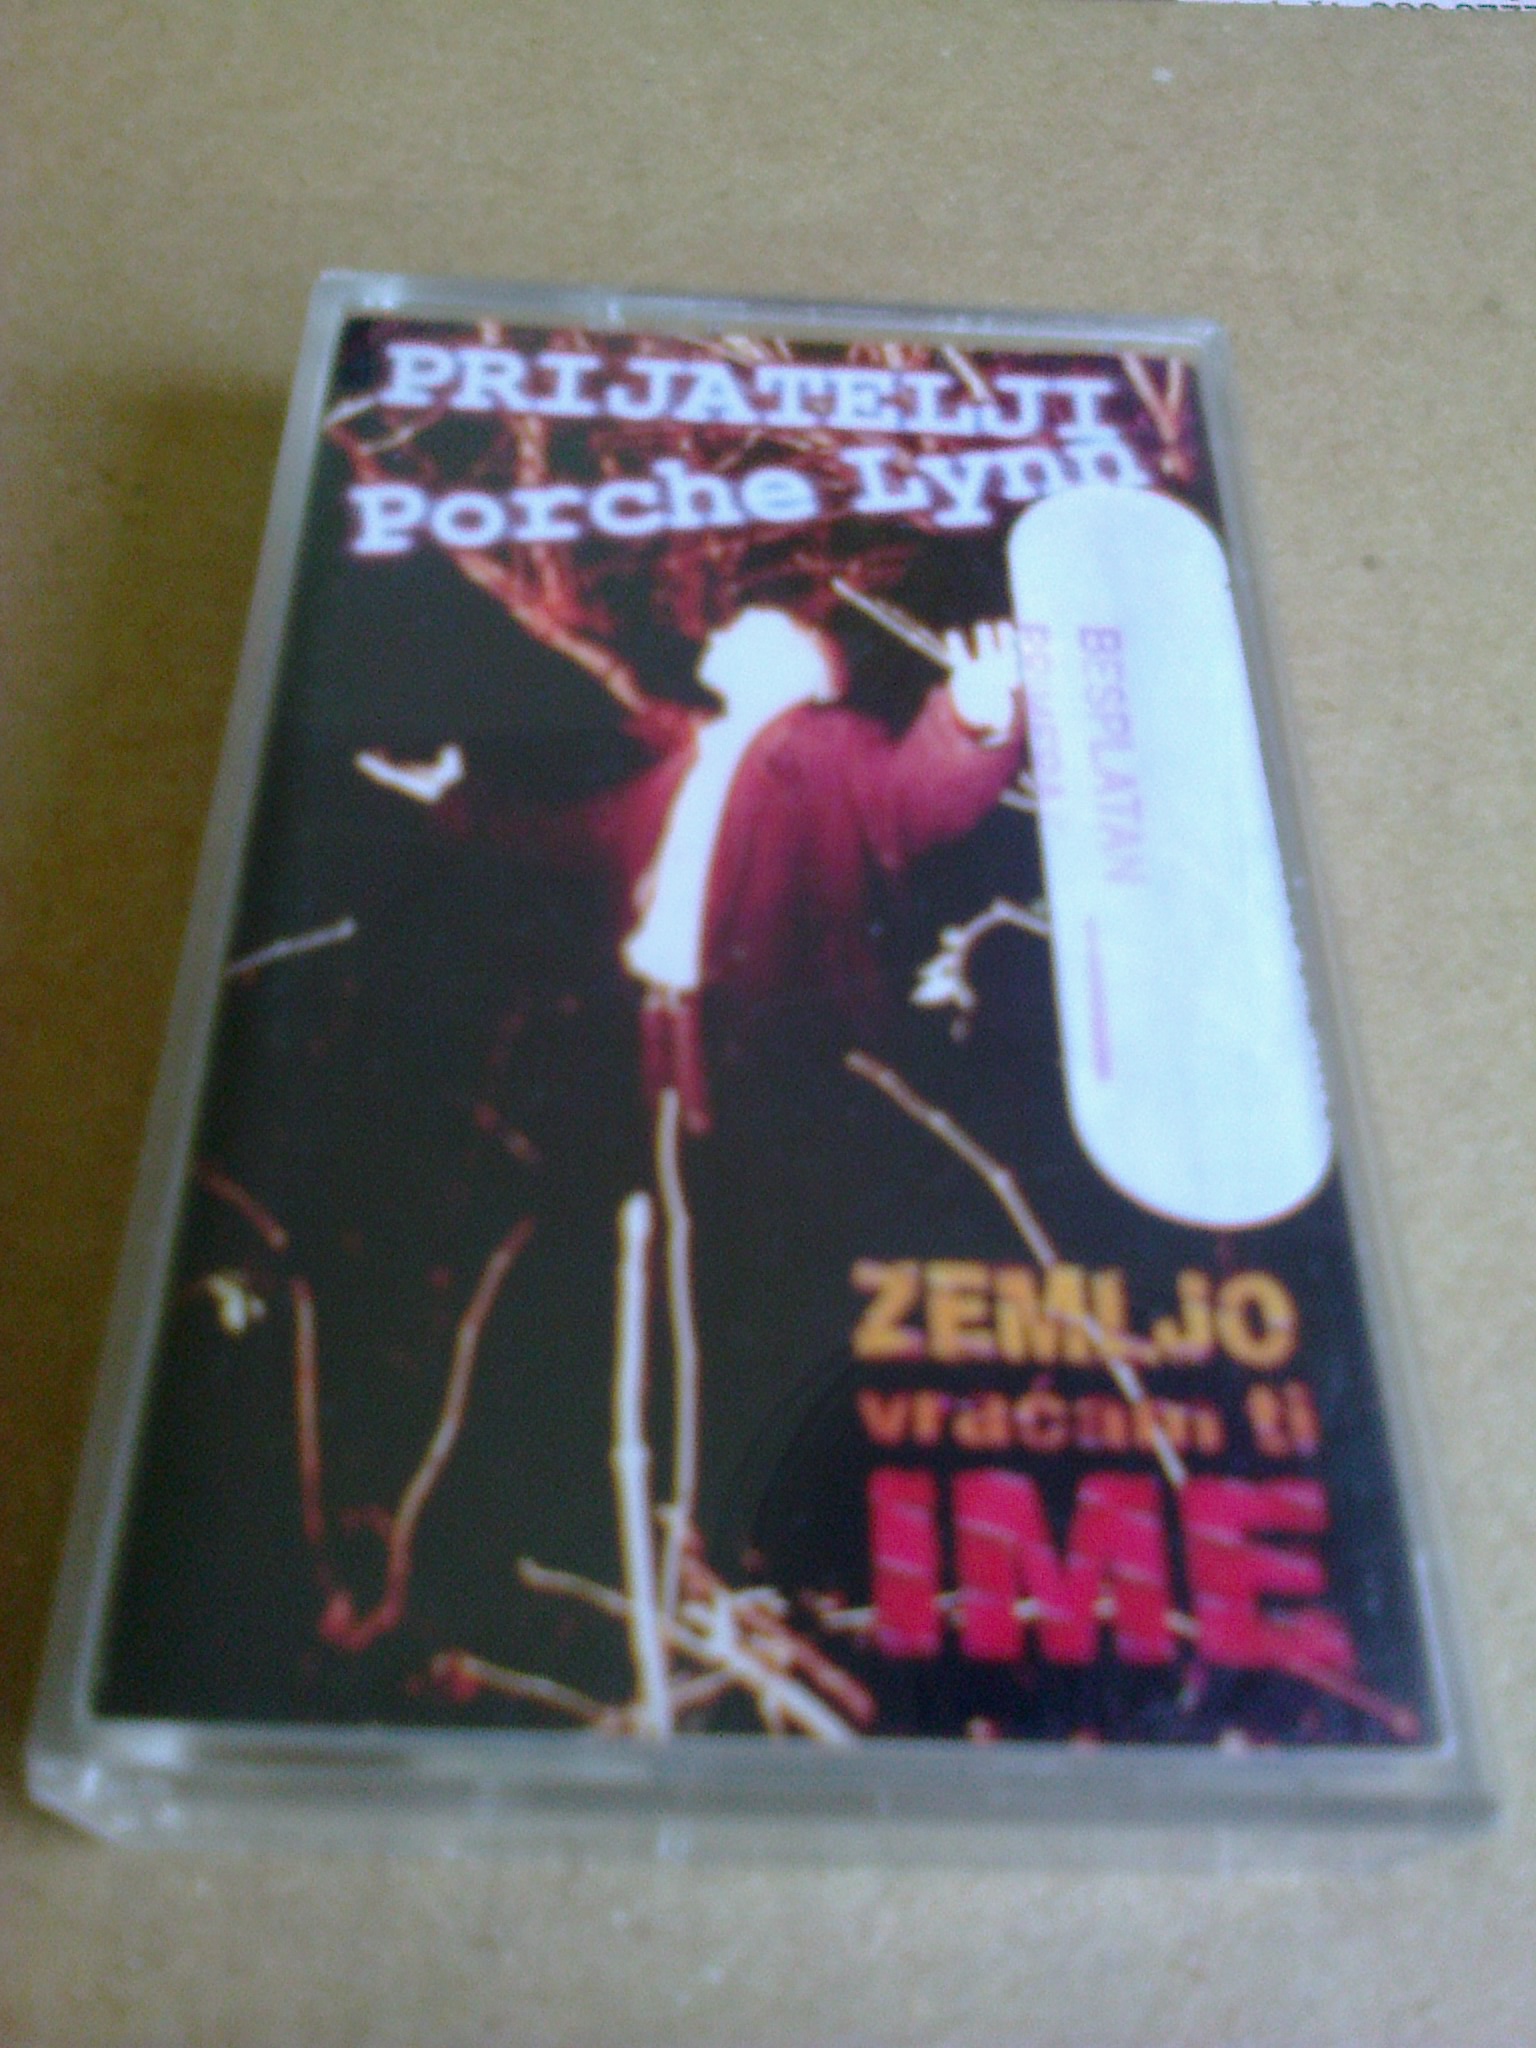 PRIJATELJI
Porche Lynn
BESPLATAN
ZEMLJO
vraćam ti
IME